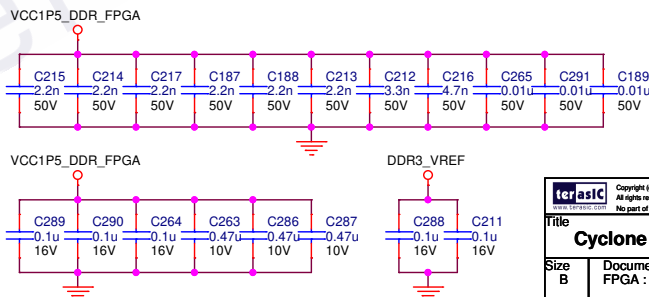 VCC1P5_DDR_FPGA
C215 C214 C217 C187 C188 C213 C212 C216 C265 C291 C189
2.2n 2.2n 2.2n 2.2n 2.2n 2.2n 3.3n 4.7n 0.01u 0.01u 0.01u
50V 50V 50V 50V 50V 50V 50V 50V 50V 50V 50V
VCC1P5_DDR_FPGA
C289 C290 C264 C263 C286 C287
0.1u 0.1u 0.1u 0.47u 0.47u 0.47u
16V 16V 16V 10V 10V 10V
DDR3_VREF
C288 C211
0.1u 0.1u
16V 16V
terasIC
www.terasic.com
Copyright (
All rights re
No part of
Title
Cyclone
Size
B
Docume
FPGA :